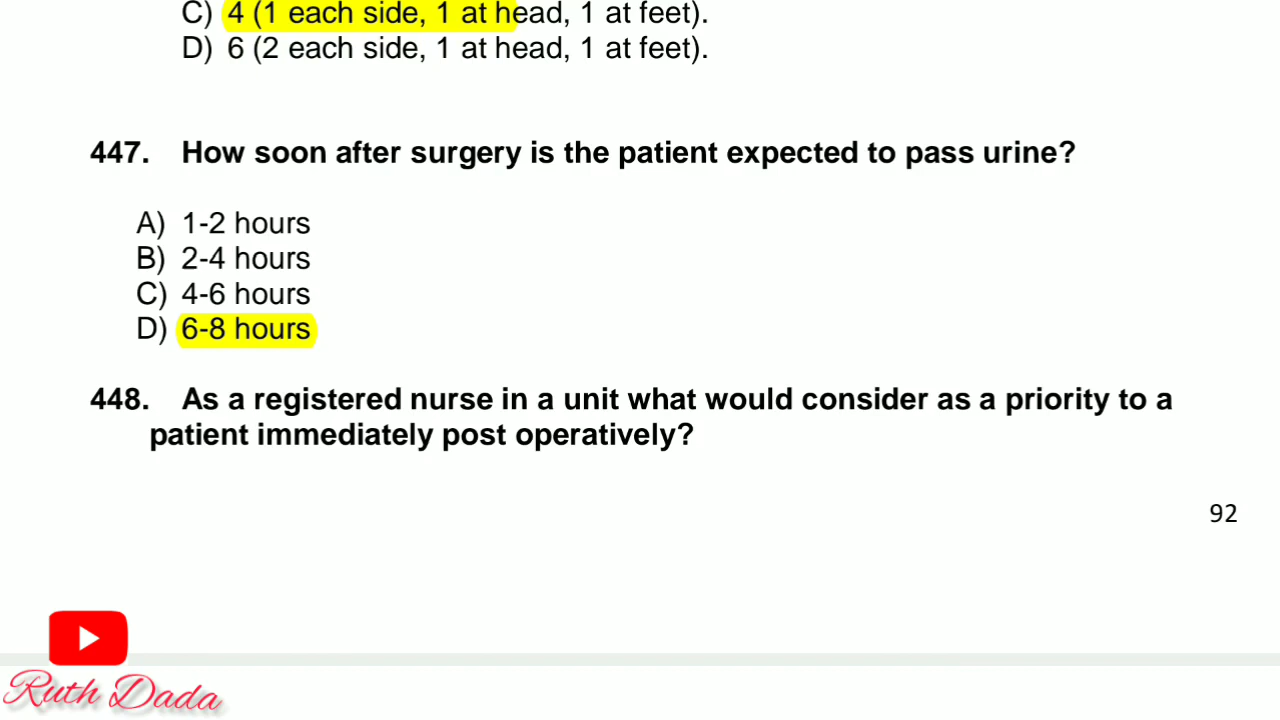 C) 4 (1 each side, 1 at head, 1 at feet).
D) 6 (2 each side, 1 at head, 1 at feet).
447. How soon after surgery is the patient expected to pass urine?
A) 1-2 hours
B) 2-4 hours
C) 4-6 hours
D) 6-8 hours
448. As a registered nurse in a unit what would consider as a priority to a
patient immediately post operatively?
92
Ruth Dada